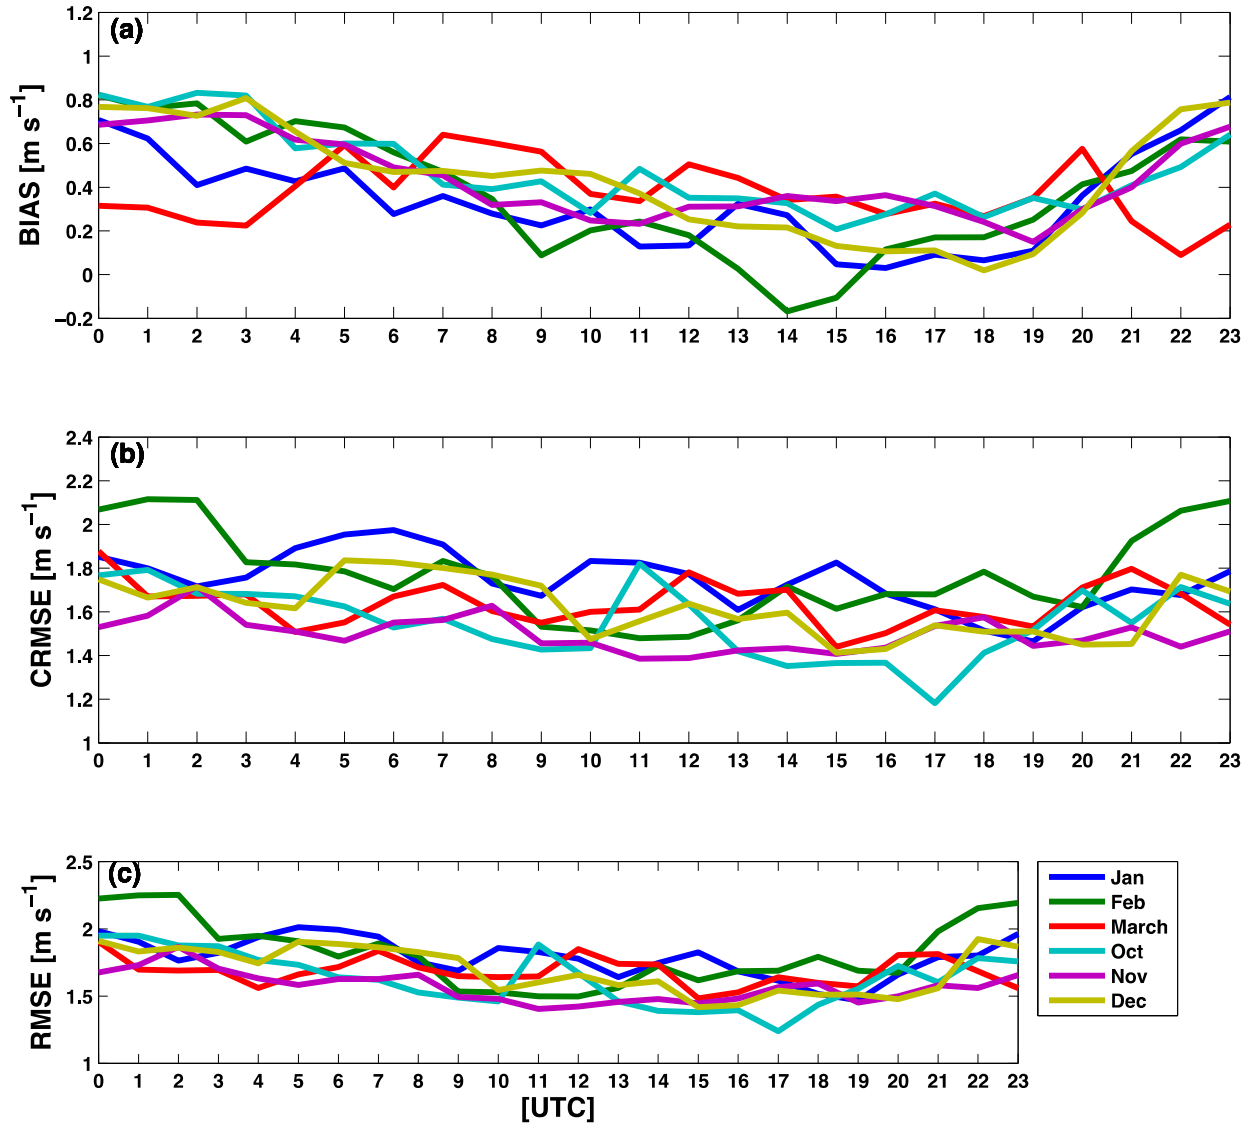 (a)
BIAS [m s⁻¹]
1.2
1
0.8
0.6
0.4
0.2
0
−0.2
0 1 2 3 4 5 6 7 8 9 10 11 12 13 14 15 16 17 18 19 20 21 22 23
(b)
CRMSE [m s⁻¹]
2.4
2.2
2
1.8
1.6
1.4
1.2
1
0 1 2 3 4 5 6 7 8 9 10 11 12 13 14 15 16 17 18 19 20 21 22 23
(c)
RMSE [m s⁻¹]
2.5
2
1.5
1
0 1 2 3 4 5 6 7 8 9 10 11 12 13 14 15 16 17 18 19 20 21 22 23
[UTC]
Jan
Feb
March
Oct
Nov
Dec